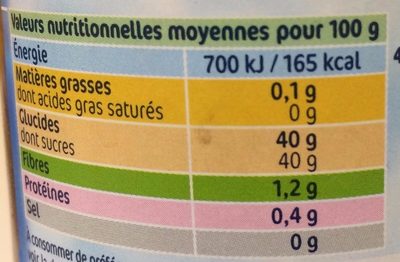 Valeurs nutritionnelles moyennes pour 100 g
Énergie 700 kJ / 165 kcal
Matières grasses 0,1 g
dont acides gras saturés 0 g
Glucides 40 g
dont sucres 40 g
Fibres 1,2 g
Protéines 0,4 g
Sel 0 g
A consommer de